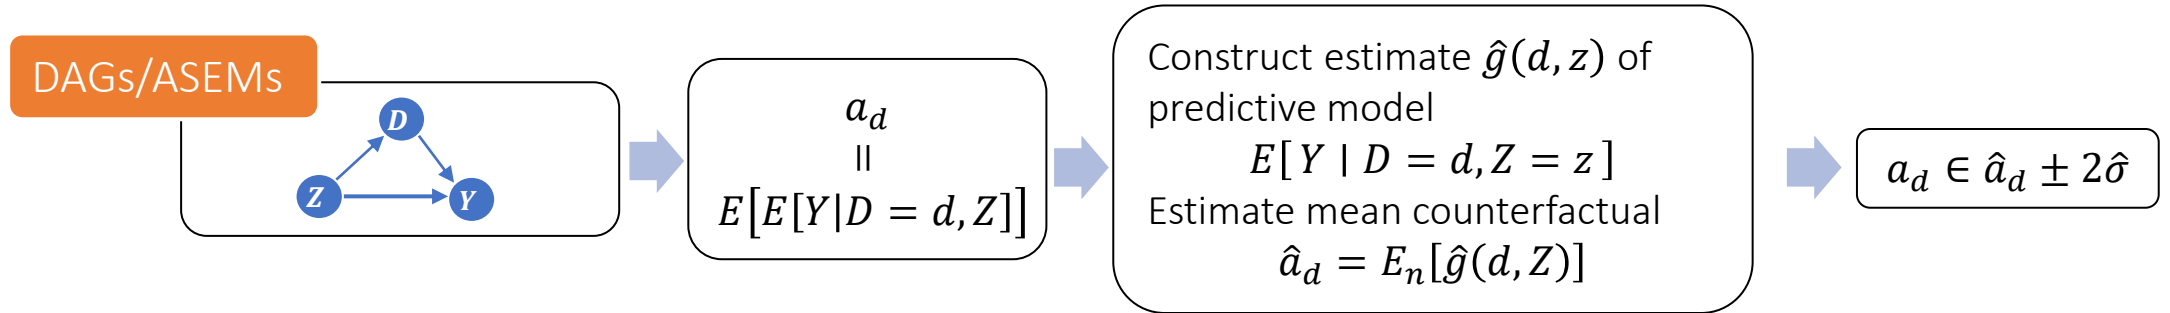 DAGs/ASEMs
D
Z
Y
a_d
=
E[E[Y|D = d, Z]]
Construct estimate ĝ(d, z) of
predictive model
E[ Y | D = d, Z = z ]
Estimate mean counterfactual
â_d = E_n[ĝ(d, Z)]
a_d ∈ â_d ± 2σ̂